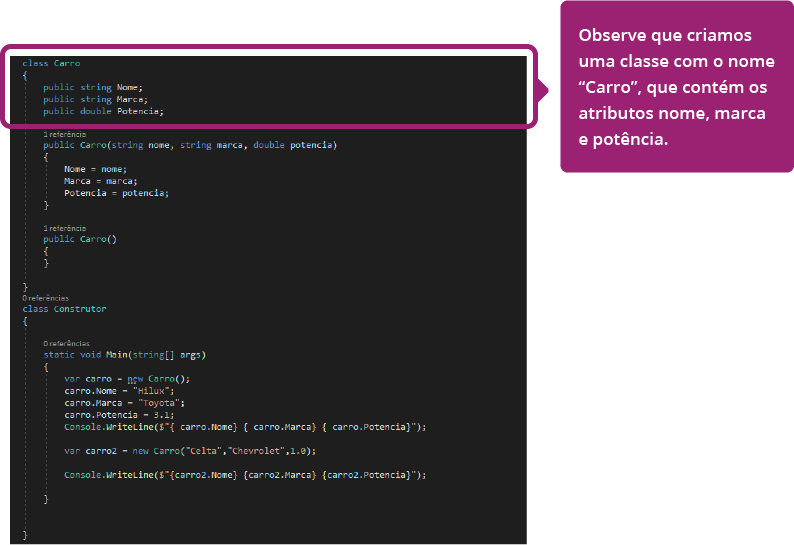 Observe que criamos
uma classe com o nome
“Carro”, que contém os
atributos nome, marca
e potência.
class Carro
{
public string Nome;
public string Marca;
public double Potencia;
1 referência
public Carro(string nome, string marca, double potencia)
{
Nome = nome;
Marca = marca;
Potencia = potencia;
}
1 referência
public Carro()
{
}
}
0 referências
class Construtor
{
0 referências
static void Main(string[] args)
{
var carro = new Carro();
carro.Nome = "Hilux";
carro.Marca = "Toyota";
carro.Potencia = 3.1;
Console.WriteLine($"{ carro.Nome} { carro.Marca} { carro.Potencia}");
var carro2 = new Carro("Celta","Chevrolet",1.0);
Console.WriteLine($"{carro2.Nome} {carro2.Marca} {carro2.Potencia}");
}
}